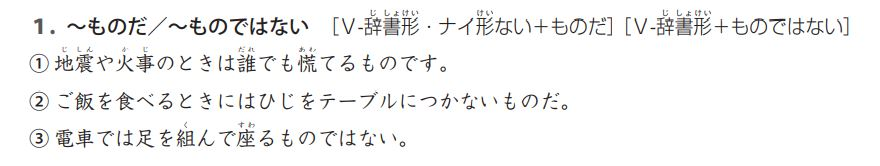 1. ～ものだ／～ものではない ［V-辞書形・ナイ形ない＋ものだ］［V-辞書形＋ものではない］
① 地震や火事のときは誰でも慌てるものです。
② ご飯を食べるときにはひじをテーブルにつかないものだ。
③ 電車では足を組んで座るものではない。